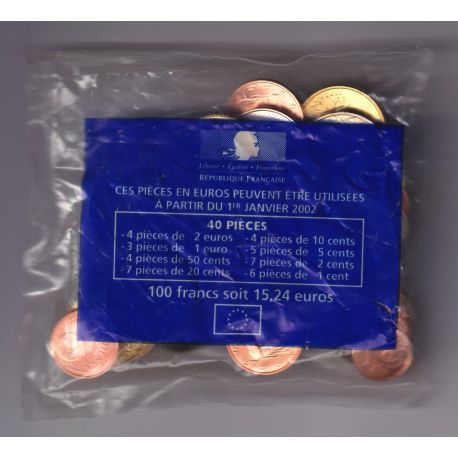 Liberté • Égalité • Fraternité
RÉPUBLIQUE FRANÇAISE
CES PIÈCES EN EUROS PEUVENT ÊTRE UTILISÉES
À PARTIR DU 1ER JANVIER 2002
40 PIÈCES
-4 pièces de 2 euros -4 pièces de 10 cents
-3 pièces de 1 euro -5 pièces de 5 cents
-4 pièces de 50 cents -7 pièces de 2 cents
-7 pièces de 20 cents -6 pièces de 1 cent
100 francs soit 15,24 euros